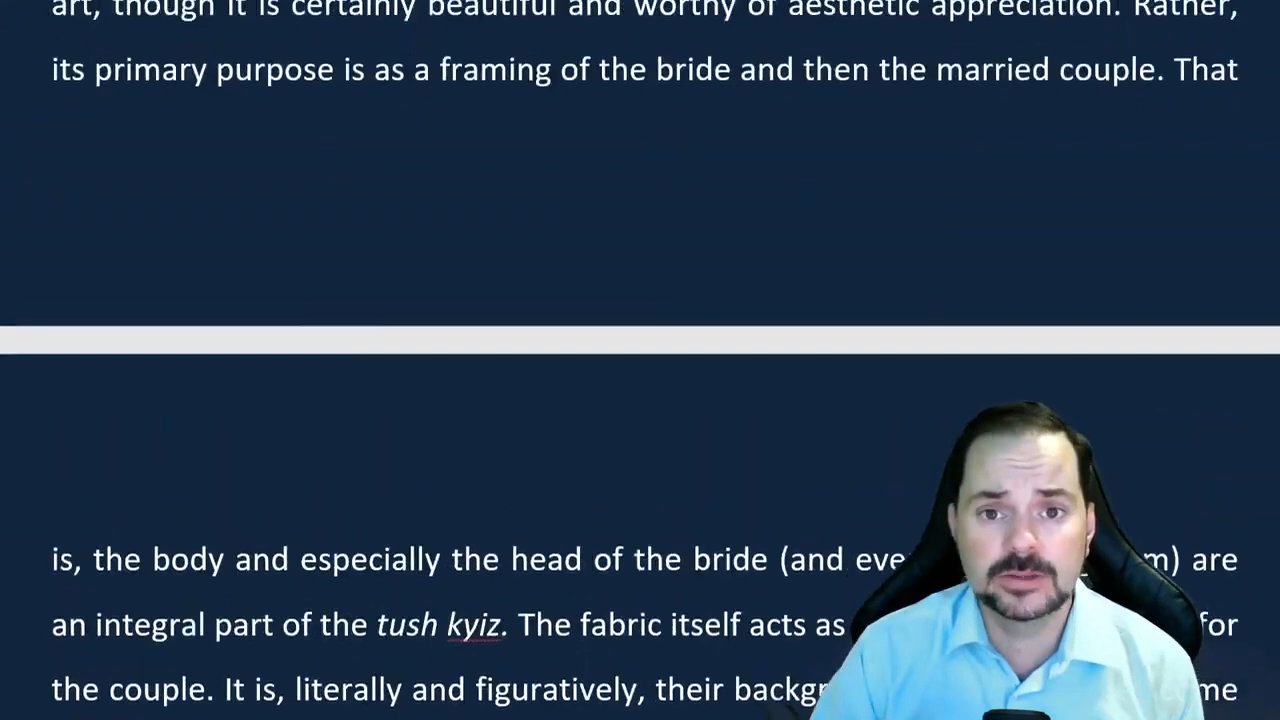 art, though it is certainly beautiful and worthy of aesthetic appreciation. Rather,
its primary purpose is as a framing of the bride and then the married couple. That
is, the body and especially the head of the bride (and are
an integral part of the tush kyiz. The fabric itself acts as for
the couple. It is, literally and figuratively, their